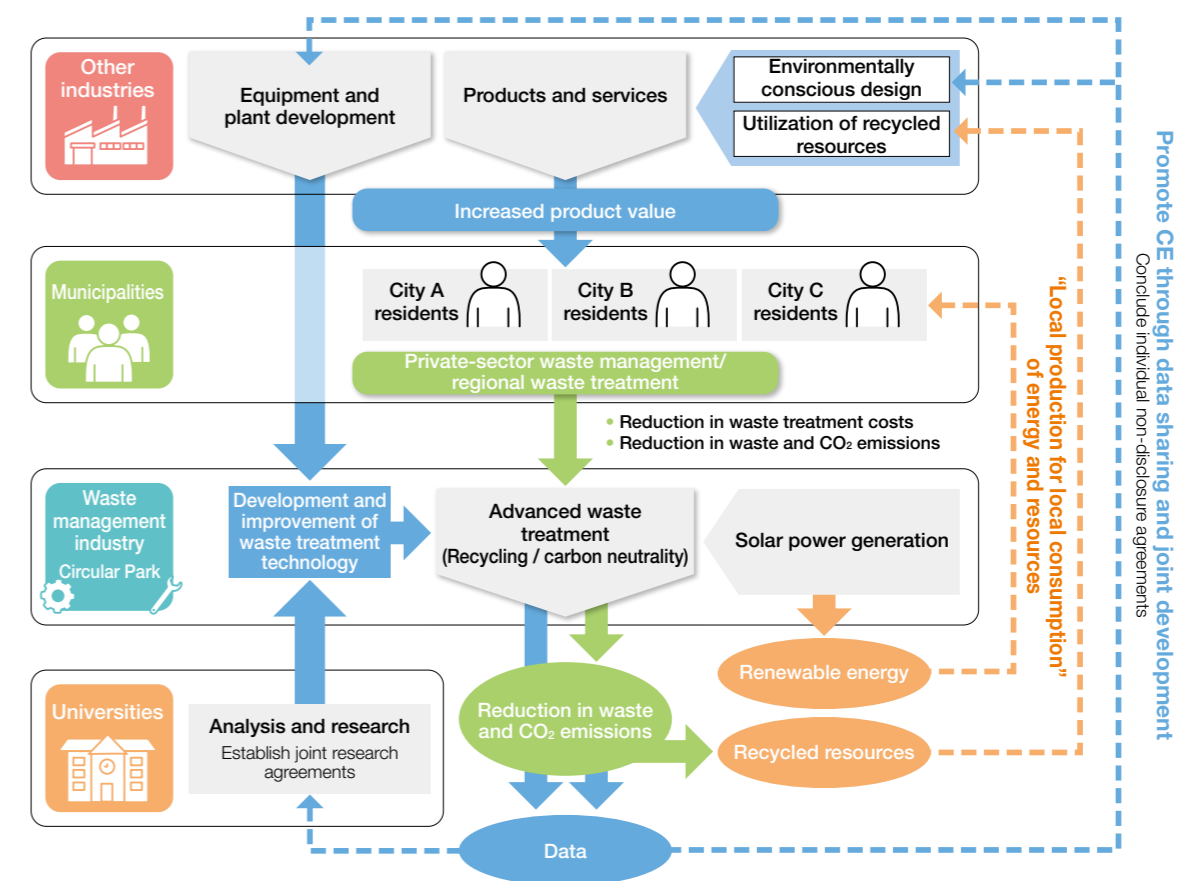 Other
industries
Equipment and
plant development
Products and services
Environmentally
conscious design
Utilization of recycled
resources
Increased product value
Municipalities
City A
residents
City B
residents
City C
residents
Private-sector waste management/
regional waste treatment
• Reduction in waste treatment costs
• Reduction in waste and CO₂ emissions
Waste
management
industry
Circular Park
Development and
improvement of
waste treatment
technology
Advanced waste
treatment
(Recycling / carbon neutrality)
Solar power generation
Universities
Analysis and research
Establish joint research
agreements
Reduction in waste
and CO₂ emissions
Renewable energy
Recycled resources
Data
“Local production for local consumption”
of energy and resources
Promote CE through data sharing and joint development
Conclude individual non-disclosure agreements